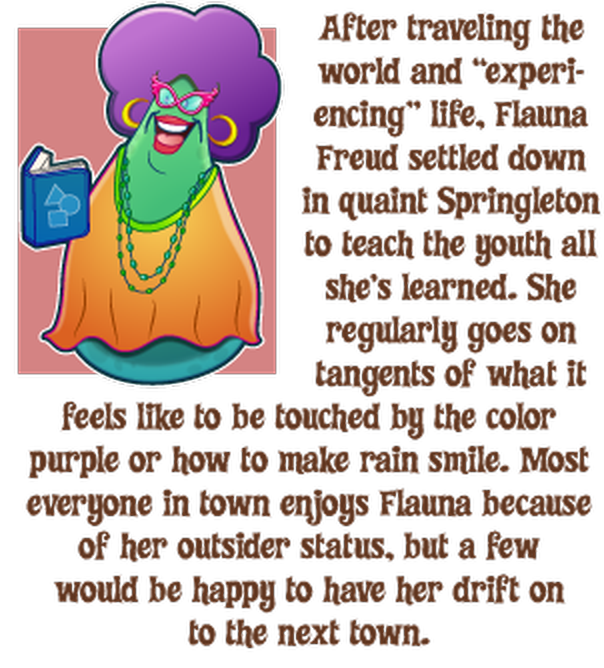 After traveling the
world and “experi-
encing” life, Flauna
Freud settled down
in quaint Springleton
to teach the youth all
she’s learned. She
regularly goes on
tangents of what it
feels like to be touched by the color
purple or how to make rain smile. Most
everyone in town enjoys Flauna because
of her outsider status, but a few
would be happy to have her drift on
to the next town.